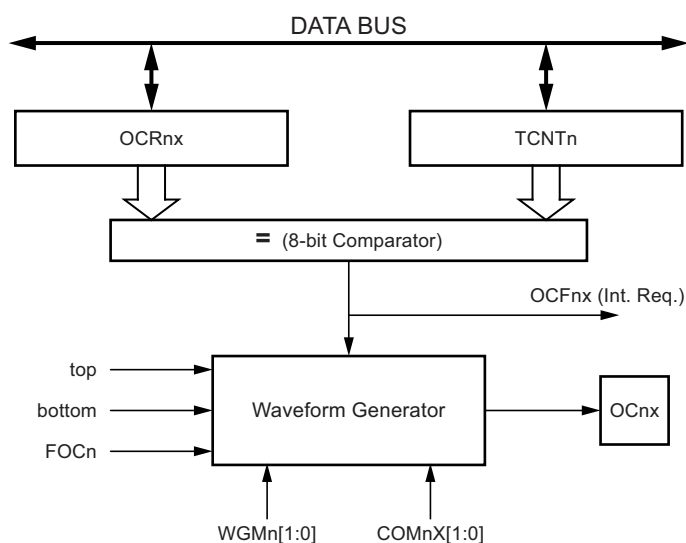 DATA BUS
OCRnx
TCNTn
= (8-bit Comparator)
OCFnx (Int. Req.)
top
bottom
FOCn
Waveform Generator
OCnx
WGMn[1:0]
COMnX[1:0]